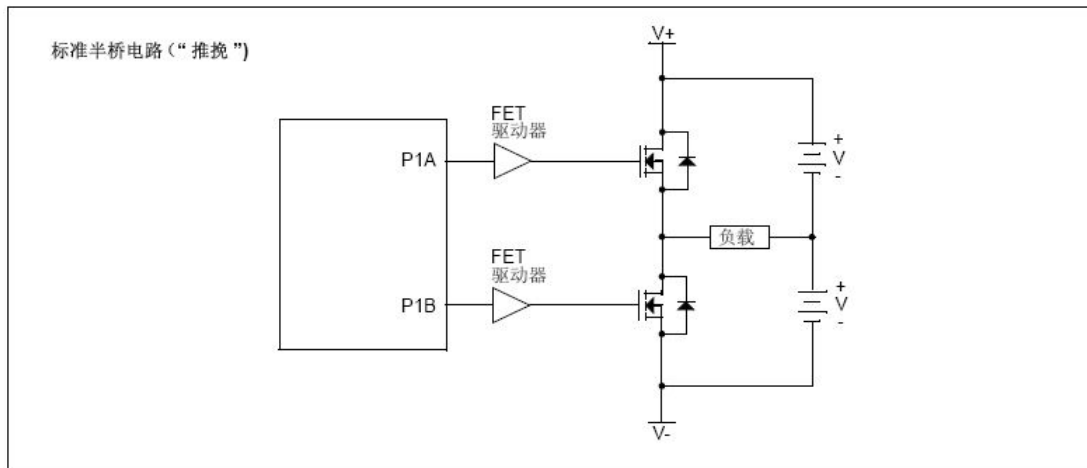 标准半桥电路（“推挽”)
V+
FET
驱动器
P1A
+
V
-
负载
FET
驱动器
P1B
+
V
-
V-